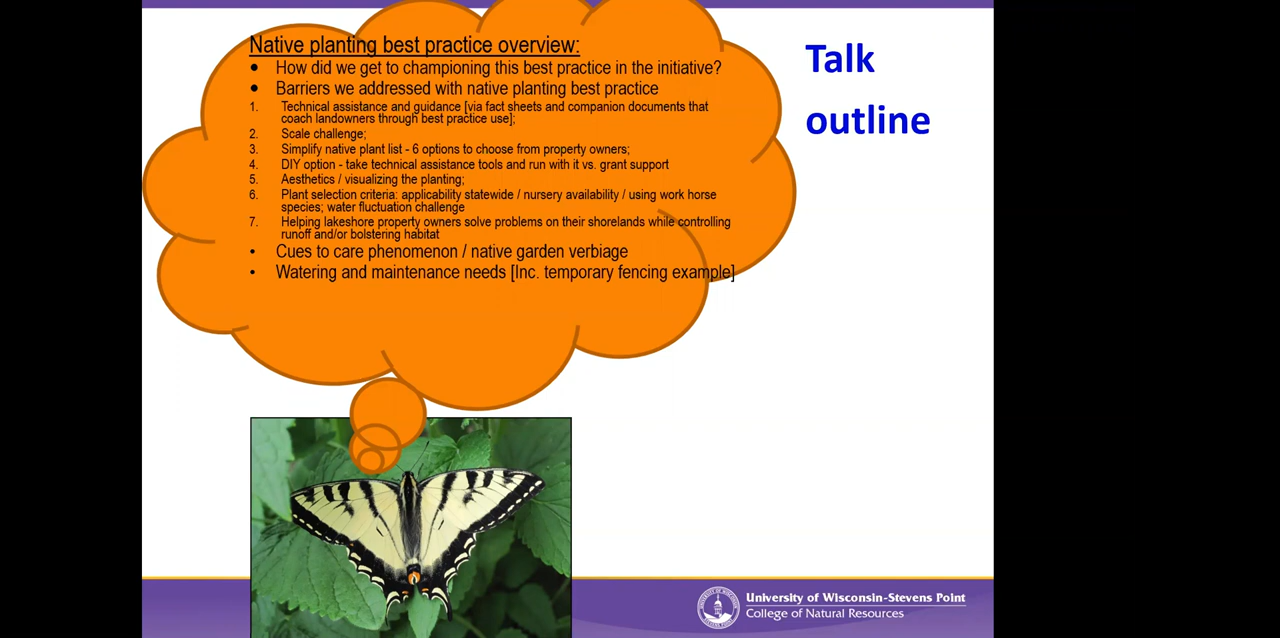 Native planting best practice overview:
• How did we get to championing this best practice in the initiative?
• Barriers we addressed with native planting best practice
1. Technical assistance and guidance [via fact sheets and companion documents that
coach landowners through best practice use];
2. Scale challenge;
3. Simplify native plant list - 6 options to choose from property owners;
4. DIY option - take technical assistance tools and run with it vs. grant support
5. Aesthetics / visualizing the planting;
6. Plant selection criteria: applicability statewide / nursery availability / using work horse
species; water fluctuation challenge
7. Helping lakeshore property owners solve problems on their shorelands while controlling
runoff and/or bolstering habitat
• Cues to care phenomenon / native garden verbiage
• Watering and maintenance needs [Inc. temporary fencing example]
Talk
outline
University of Wisconsin-Stevens Point
College of Natural Resources